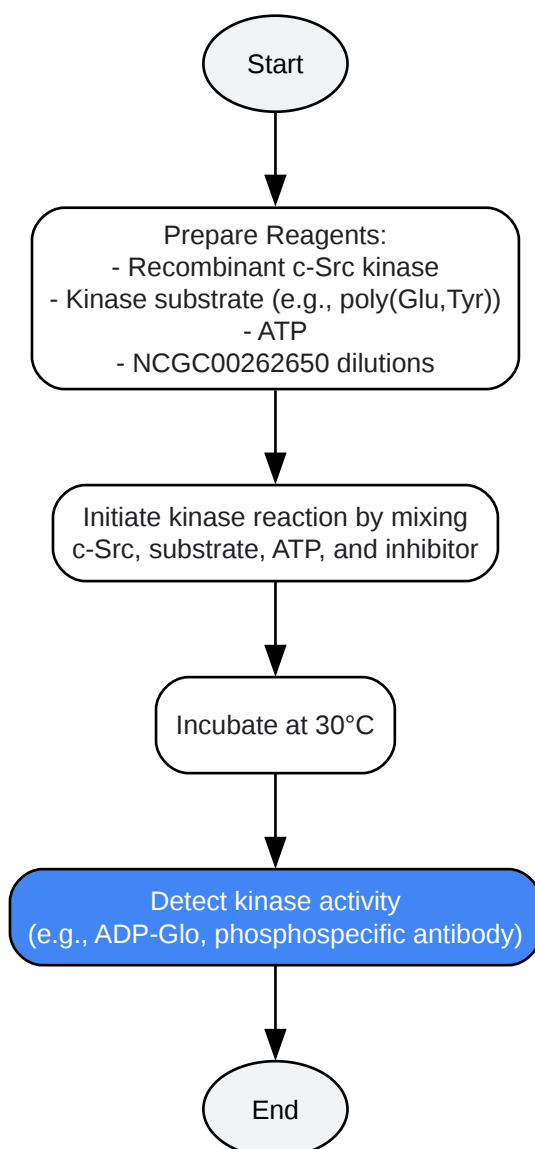 Start
Prepare Reagents:
- Recombinant c-Src kinase
- Kinase substrate (e.g., poly(Glu,Tyr))
- ATP
- NCGC00262650 dilutions
Initiate kinase reaction by mixing
c-Src, substrate, ATP, and inhibitor
Incubate at 30°C
Detect kinase activity
(e.g., ADP-Glo, phosphospecific antibody)
End